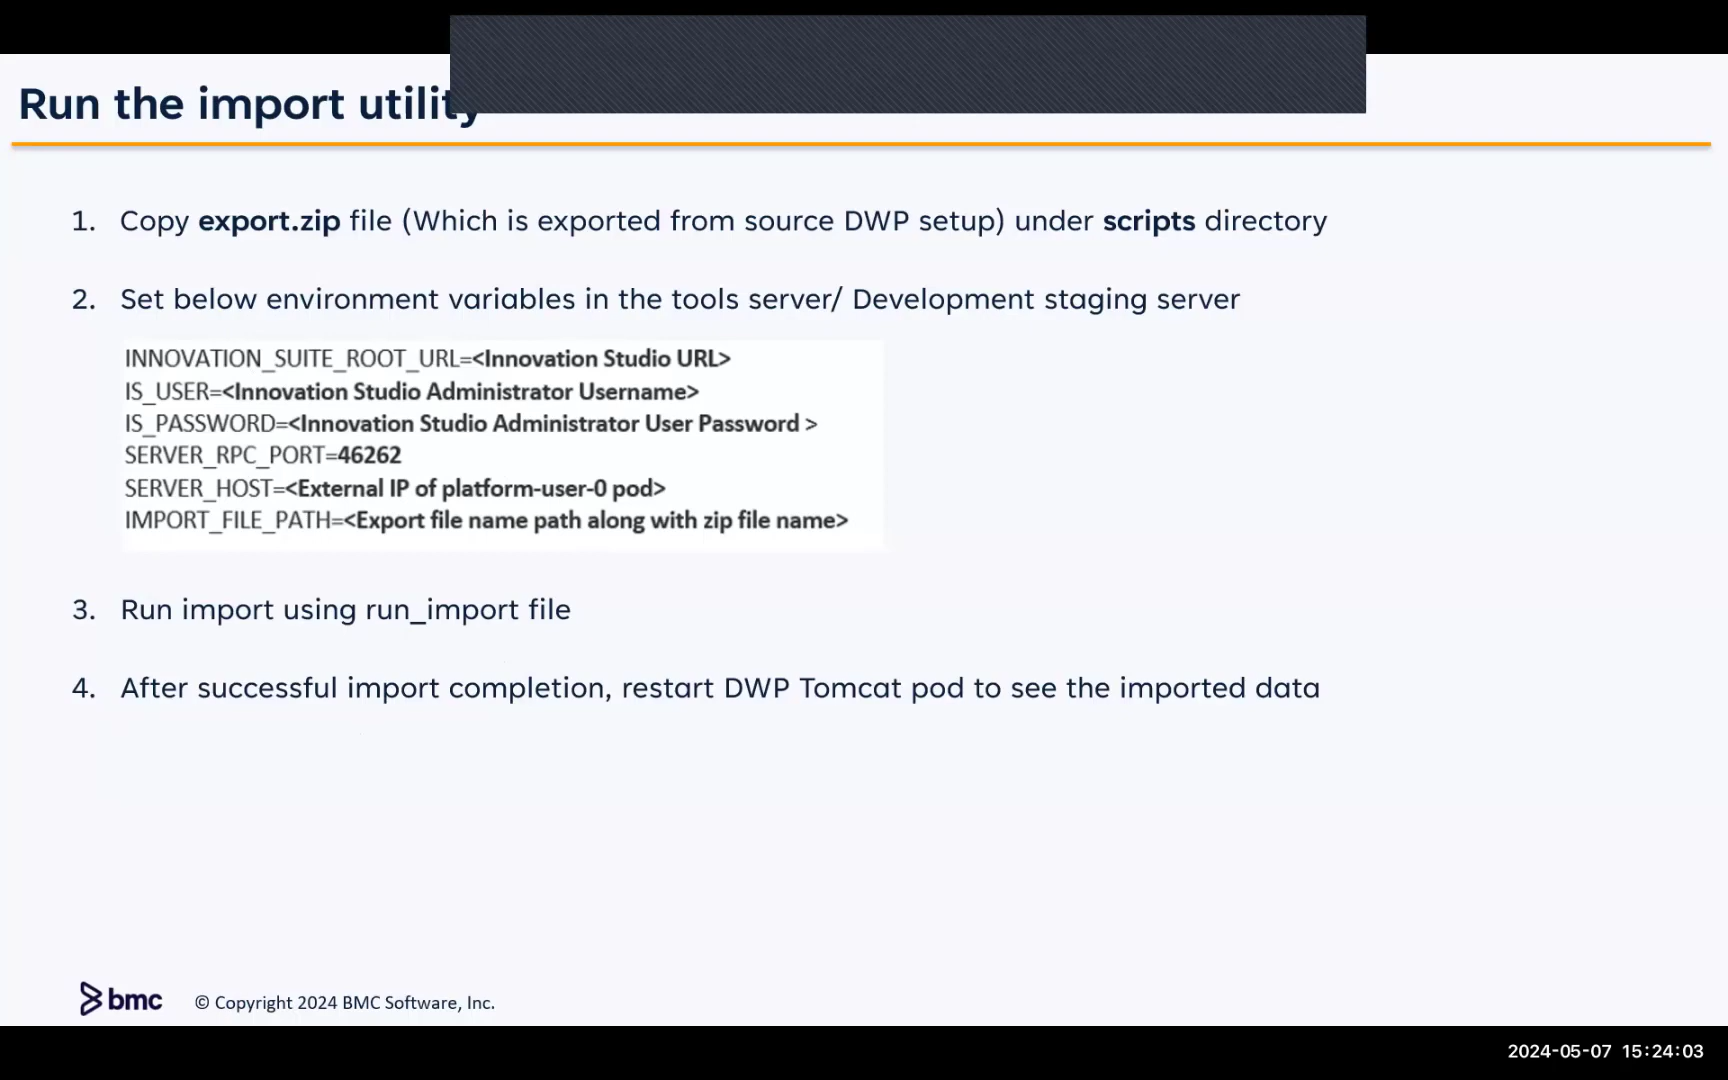 Run the import utility
1. Copy export.zip file (Which is exported from source DWP setup) under scripts directory
2. Set below environment variables in the tools server/ Development staging server
INNOVATION_SUITE_ROOT_URL=<Innovation Studio URL>
IS_USER=<Innovation Studio Administrator Username>
IS_PASSWORD=<Innovation Studio Administrator User Password >
SERVER_RPC_PORT=46262
SERVER_HOST=<External IP of platform-user-0 pod>
IMPORT_FILE_PATH=<Export file name path along with zip file name>
3. Run import using run_import file
4. After successful import completion, restart DWP Tomcat pod to see the imported data
bmc © Copyright 2024 BMC Software, Inc.
2024-05-07 15:24:03